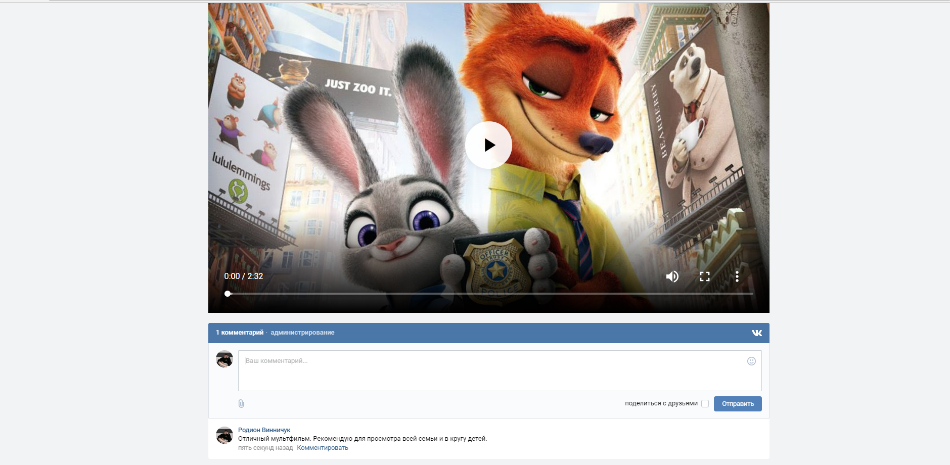 JUST ZOO IT.
BEARBERRY
lululemmings
0:00 / 2:32
1 комментарий · администрирование
Ваш комментарий...
поделиться с друзьями Отправить
Родион Винничук
Отличный мультфильм. Рекомендую для просмотра всей семьи и в кругу детей.
пять секунд назад Комментировать